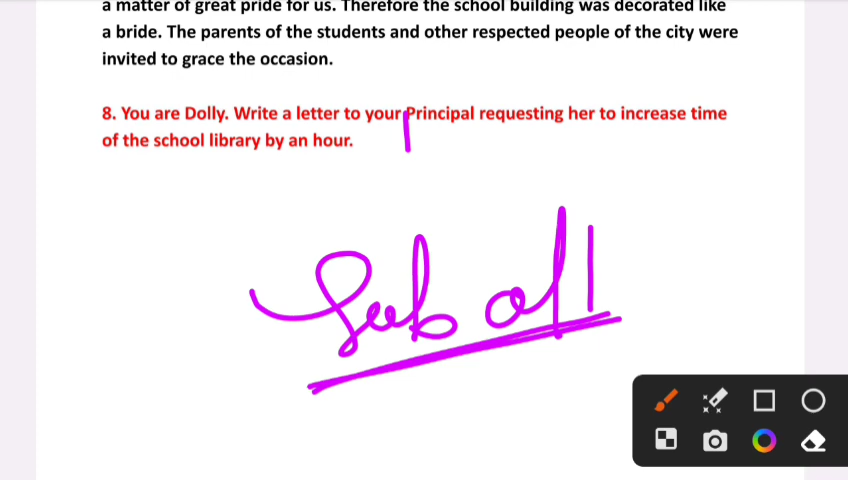 a matter of great pride for us. Therefore the school building was decorated like
a bride. The parents of the students and other respected people of the city were
invited to grace the occasion.
8. You are Dolly. Write a letter to your Principal requesting her to increase time
of the school library by an hour.
Sub all